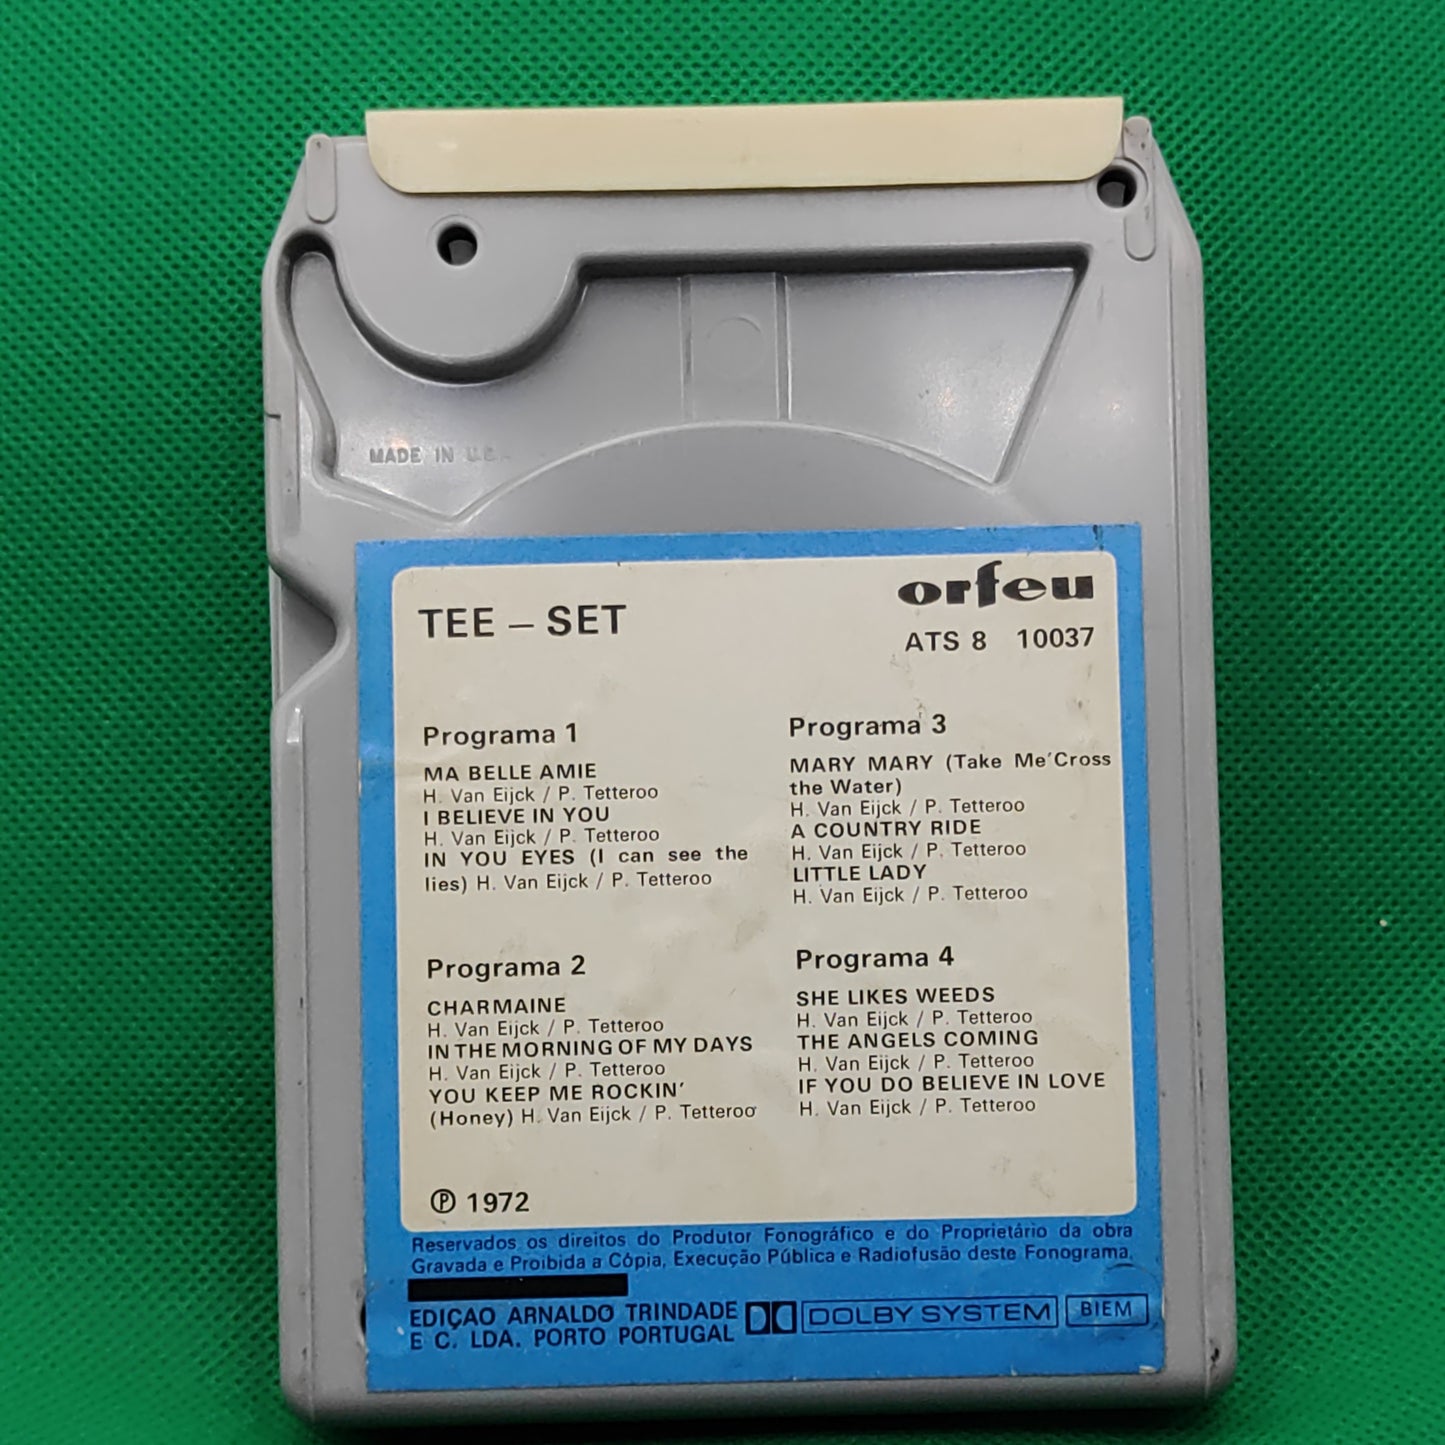 MADE IN U.S.A.
TEE – SET
orfeu
ATS 8 10037
Programa 1
MA BELLE AMIE
H. Van Eijck / P. Tetteroo
I BELIEVE IN YOU
H. Van Eijck / P. Tetteroo
IN YOU EYES (I can see the
lies) H. Van Eijck / P. Tetteroo
Programa 2
CHARMAINE
H. Van Eijck / P. Tetteroo
IN THE MORNING OF MY DAYS
H. Van Eijck / P. Tetteroo
YOU KEEP ME ROCKIN'
(Honey) H. Van Eijck / P. Tetteroo
Programa 3
MARY MARY (Take Me'Cross
the Water)
H. Van Eijck / P. Tetteroo
A COUNTRY RIDE
H. Van Eijck / P. Tetteroo
LITTLE LADY
H. Van Eijck / P. Tetteroo
Programa 4
SHE LIKES WEEDS
H. Van Eijck / P. Tetteroo
THE ANGELS COMING
H. Van Eijck / P. Tetteroo
IF YOU DO BELIEVE IN LOVE
H. Van Eijck / P. Tetteroo
Ⓟ 1972
Reservados os direitos do Produtor Fonográfico e do Proprietário da obra
Gravada e Proibida a Cópia, Execução Pública e Radiofusão deste Fonograma.
EDIÇAO ARNALDO TRINDADE
E C. LDA. PORTO PORTUGAL
DOLBY SYSTEM
BIEM